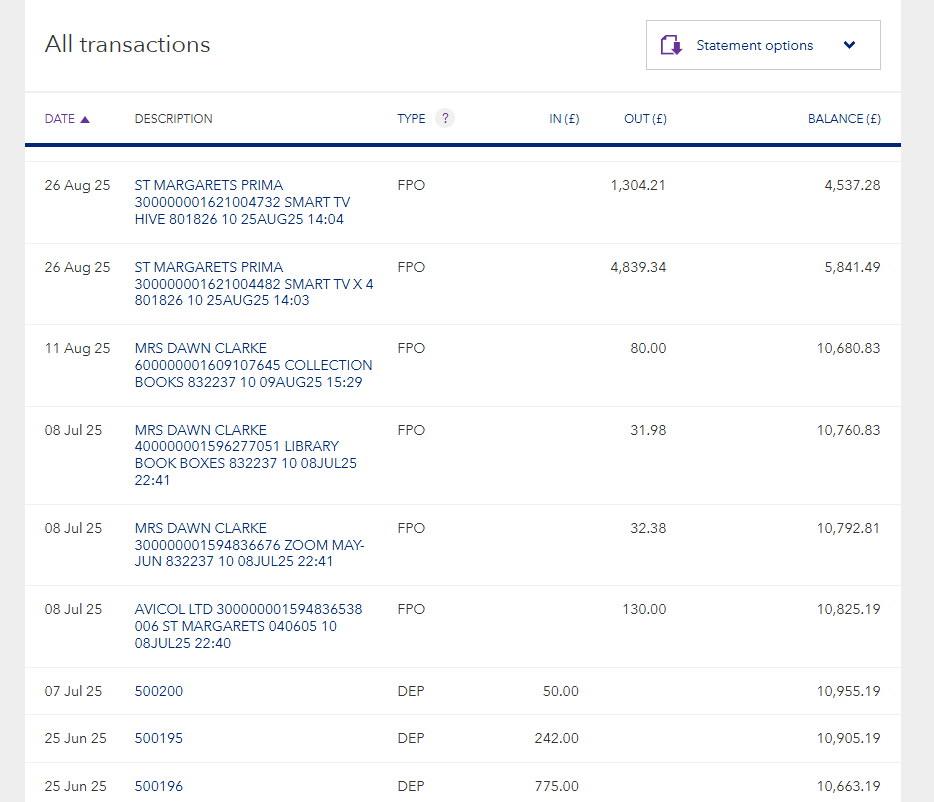 All transactions
Statement options
DATE DESCRIPTION TYPE ? IN (£) OUT (£) BALANCE (£)
26 Aug 25 ST MARGARETS PRIMA FPO 1,304.21 4,537.28
300000001621004732 SMART TV
HIVE 801826 10 25AUG25 14:04
26 Aug 25 ST MARGARETS PRIMA FPO 4,839.34 5,841.49
300000001621004482 SMART TV X 4
801826 10 25AUG25 14:03
11 Aug 25 MRS DAWN CLARKE FPO 80.00 10,680.83
600000001609107645 COLLECTION
BOOKS 832237 10 09AUG25 15:29
08 Jul 25 MRS DAWN CLARKE FPO 31.98 10,760.83
400000001596277051 LIBRARY
BOOK BOXES 832237 10 08JUL25
22:41
08 Jul 25 MRS DAWN CLARKE FPO 32.38 10,792.81
300000001594836676 ZOOM MAY-
JUN 832237 10 08JUL25 22:41
08 Jul 25 AVICOL LTD 300000001594836538 FPO 130.00 10,825.19
006 ST MARGARETS 040605 10
08JUL25 22:40
07 Jul 25 500200 DEP 50.00 10,955.19
25 Jun 25 500195 DEP 242.00 10,905.19
25 Jun 25 500196 DEP 775.00 10,663.19